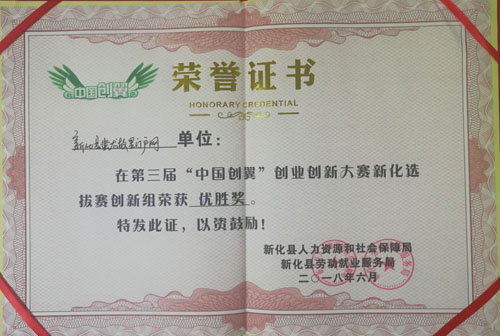 中国创翼
荣誉证书
HONORARY CREDENTIAL
单位：
在第三届“中国创翼”创业创新大赛新化选
拔赛创新组荣获 优胜奖 。
特发此证，以资鼓励！
新化县人力资源和社会保障局
新化县劳动就业服务局
二〇一八年六月